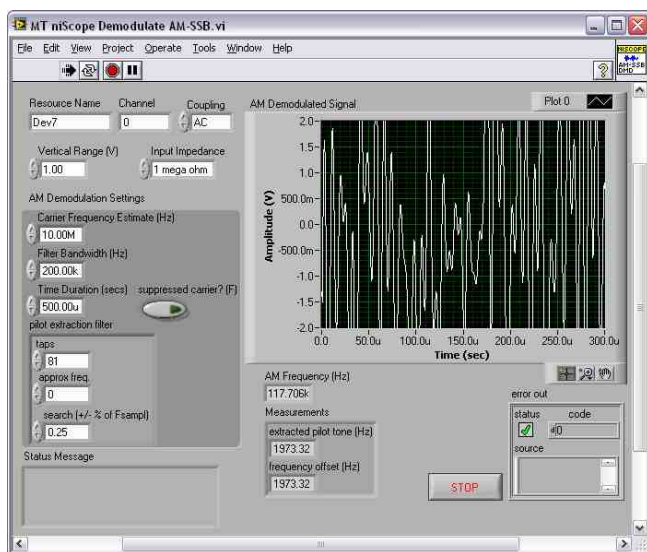 MT niScope Demodulate AM-SSB.vi
File Edit View Project Operate Tools Window Help
NISCOPE
AM-SSB
DMD
Resource Name
Dev7
Channel
0
Coupling
AC
Vertical Range (V)
1.00
Input Impedance
1 mega ohm
AM Demodulation Settings
Carrier Frequency Estimate (Hz)
10.00M
Filter Bandwidth (Hz)
200.00k
Time Duration (secs)
500.00u
suppressed carrier? (F)
pilot extraction filter
taps
81
approx freq.
0
search (+/- % of Fsampl)
0.25
Status Message
AM Demodulated Signal
Plot 0
Amplitude (V)
2.0-
1.5-
1.0-
500.0m-
0.0-
-500.0m-
-1.0-
-1.5-
-2.0-
0.0 50.0u 100.0u 150.0u 200.0u 250.0u 300.0u
Time (sec)
AM Frequency (Hz)
117.706k
Measurements
extracted pilot tone (Hz)
1973.32
frequency offset (Hz)
1973.32
STOP
error out
status
code
d0
source